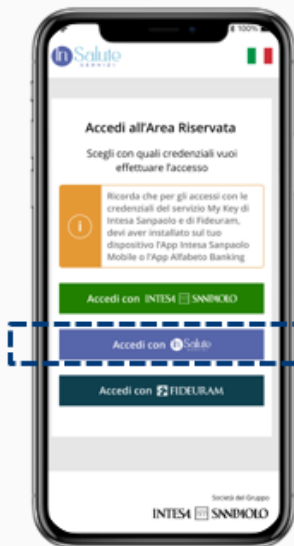 100%
InSalute
SERVIZI
Accedi all'Area Riservata
Scegli con quali credenziali vuoi
effettuare l'accesso
i
Ricorda che per gli accessi con le
credenziali del servizio My Key di
Intesa Sanpaolo e di Fideuram,
devi aver installato sul tuo
dispositivo l'App Intesa Sanpaolo
Mobile o l'App Alfabeto Banking
Accedi con INTESA SANPAOLO
Accedi con InSalute SERVIZI
Accedi con FIDEURAM
Società del Gruppo
INTESA SANPAOLO